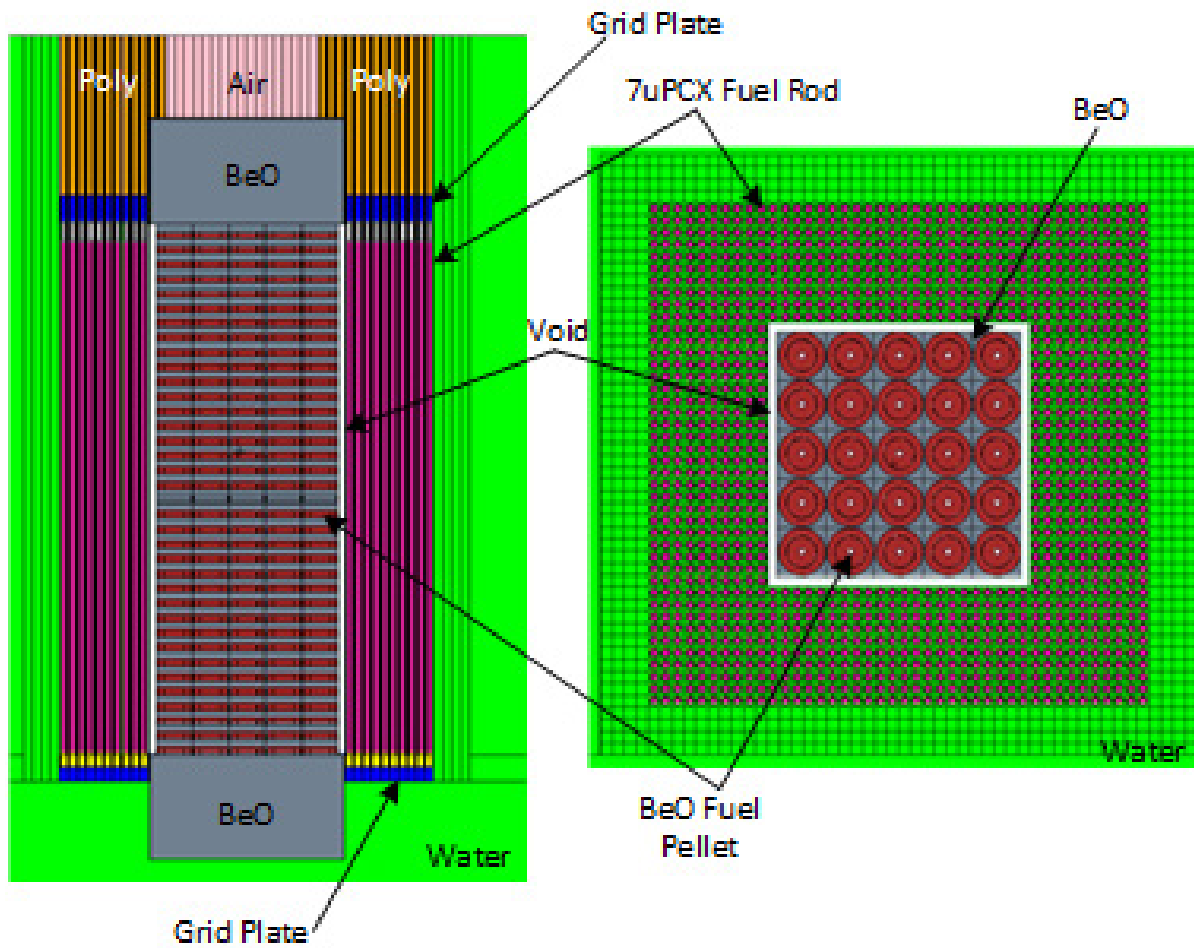 Grid Plate
7uPCX Fuel Rod
BeO
Poly
Air
Poly
BeO
Void
BeO
Water
Water
BeO Fuel
Pellet
Grid Plate